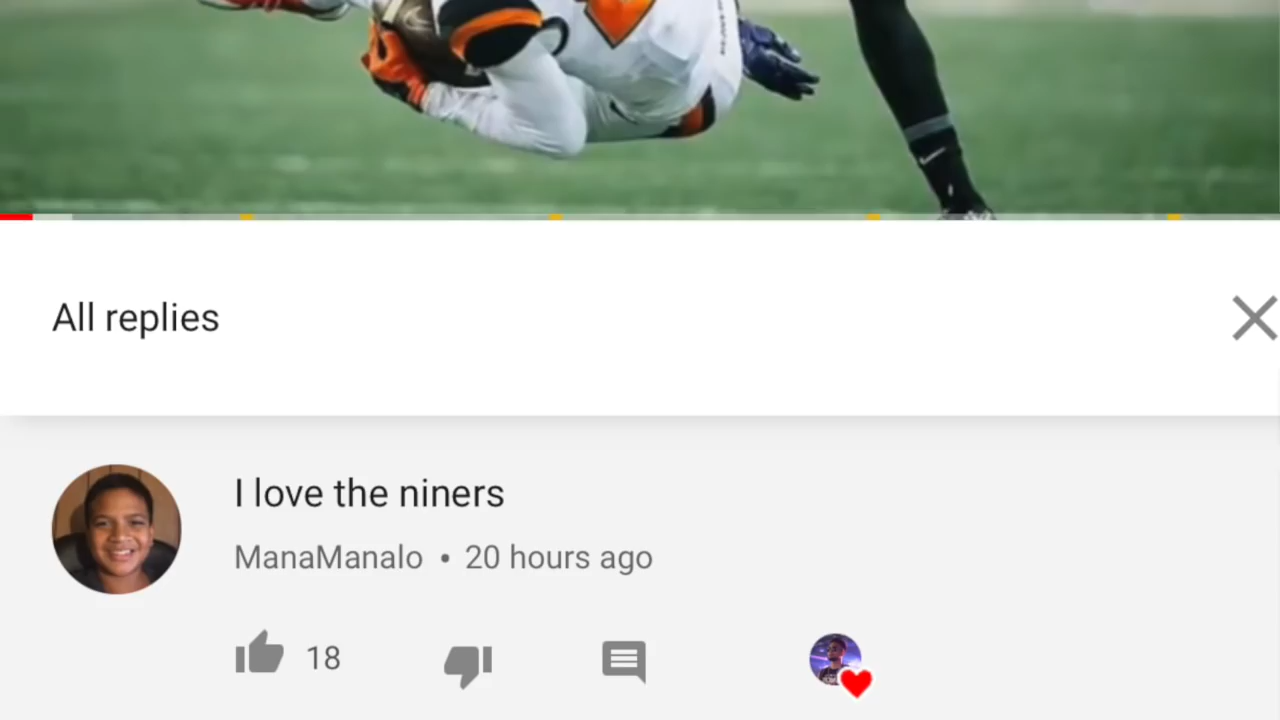 All replies
I love the niners
ManaManalo • 20 hours ago
18